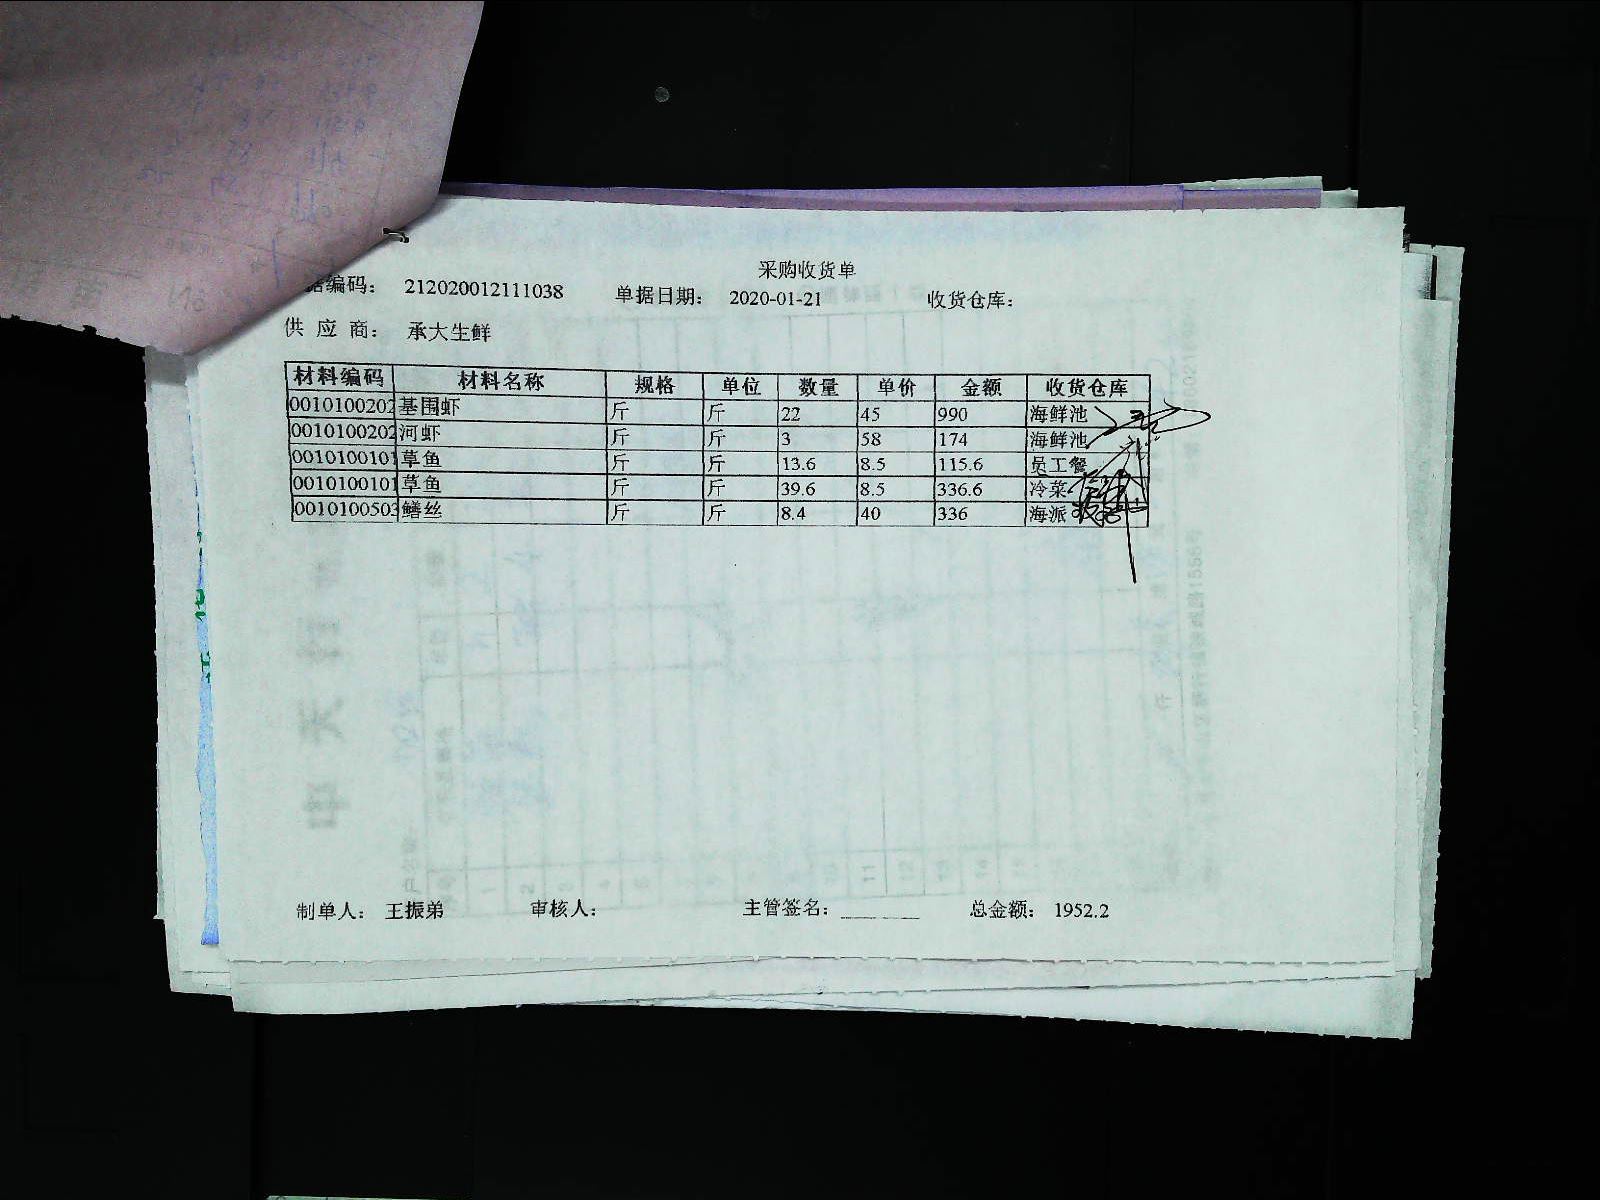 采购收货单
据编码： 212020012111038 单据日期： 2020-01-21 收货仓库：
供 应 商： 承大生鲜
材料编码 材料名称 规格 单位 数量 单价 金额 收货仓库
0010100202 基围虾 斤 斤 22 45 990 海鲜池
0010100202 河虾 斤 斤 3 58 174 海鲜池
0010100101 草鱼 斤 斤 13.6 8.5 115.6 员工餐
0010100101 草鱼 斤 斤 39.6 8.5 336.6 冷菜
0010100503 鳝丝 斤 斤 8.4 40 336 海派
制单人： 王振弟 审核人： 主管签名： 总金额： 1952.2